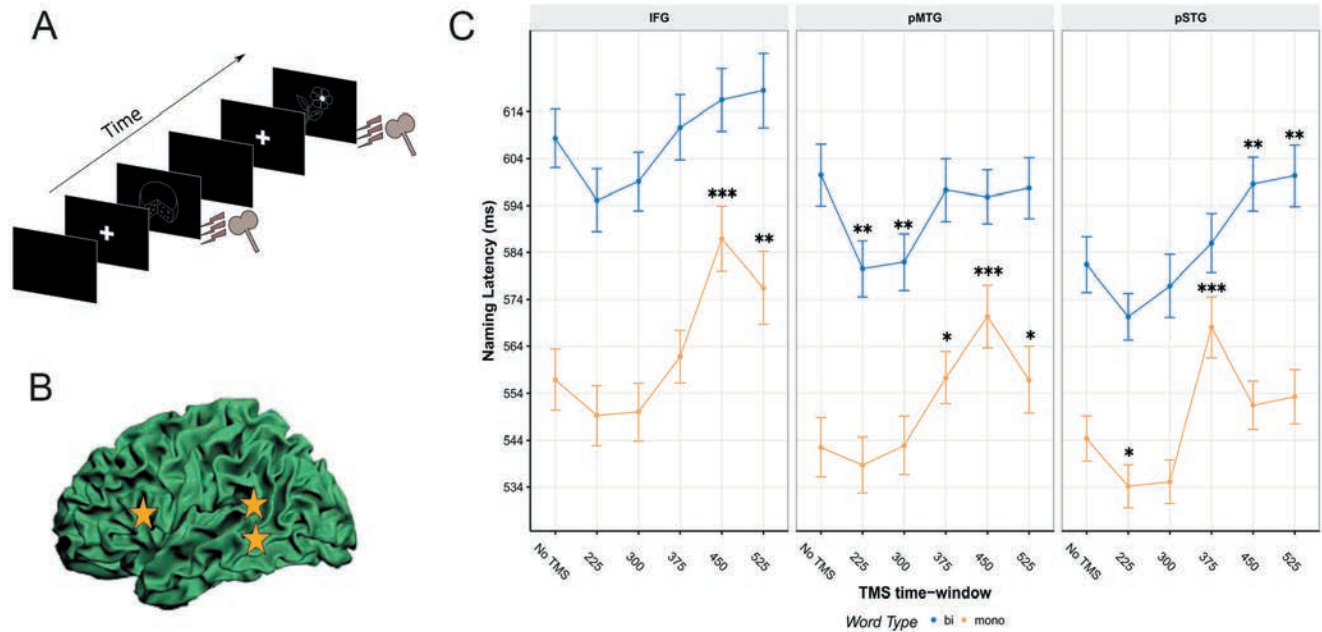 A
Time
B
C
IFG
pMTG
pSTG
Naming Latency (ms)
614
604
594
584
574
564
554
544
534
***
**
** **
***
*
*
** **
***
*
No TMS 225 300 375 450 525
No TMS 225 300 375 450 525
No TMS 225 300 375 450 525
TMS time-window
Word Type bi mono